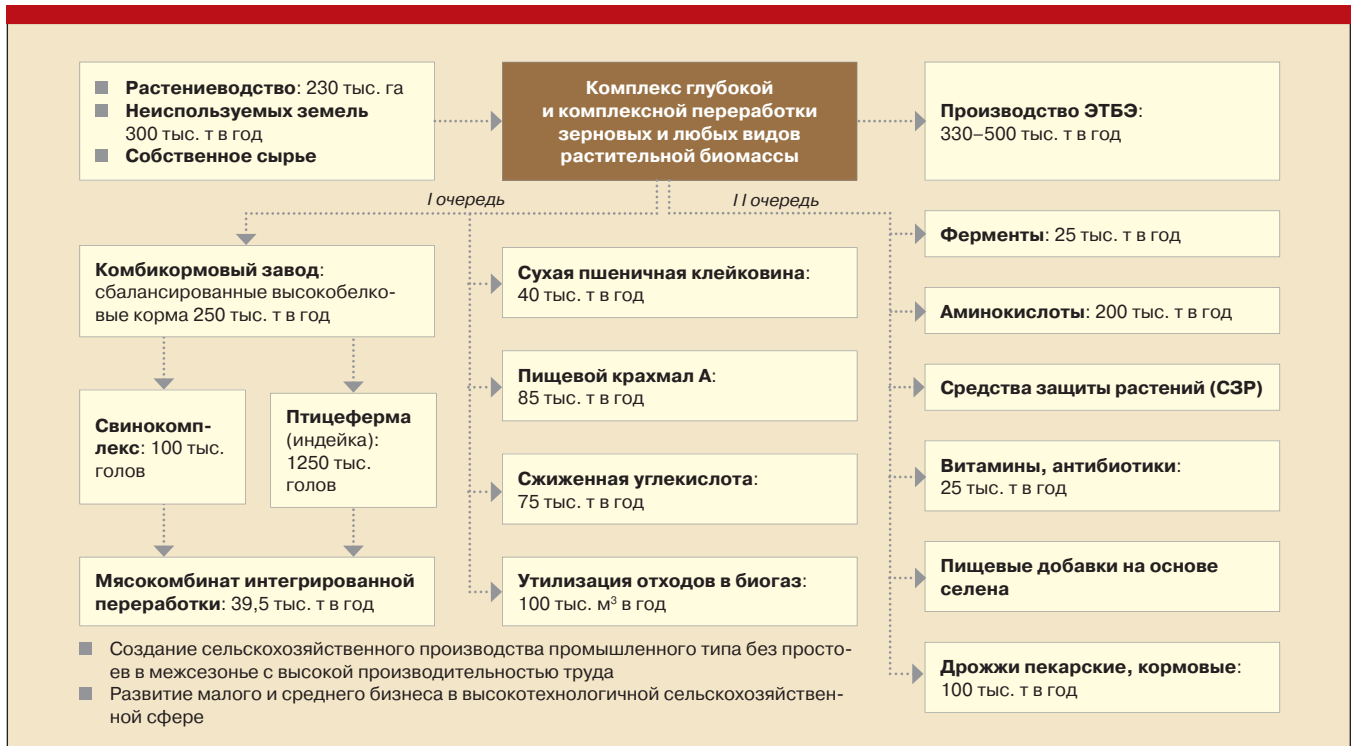 Растениеводство: 230 тыс. га
Неиспользуемых земель
300 тыс. т в год
Собственное сырье
Комплекс глубокой
и комплексной переработки
зерновых и любых видов
растительной биомассы
Производство ЭТБЭ:
330–500 тыс. т в год
I очередь
I I очередь
Комбикормовый завод:
сбалансированные высокобелко-
вые корма 250 тыс. т в год
Свинокомп-
лекс: 100 тыс.
голов
Птицеферма
(индейка):
1250 тыс.
голов
Мясокомбинат интегрированной
переработки: 39,5 тыс. т в год
Сухая пшеничная клейковина:
40 тыс. т в год
Пищевой крахмал А:
85 тыс. т в год
Сжиженная углекислота:
75 тыс. т в год
Утилизация отходов в биогаз:
100 тыс. м³ в год
Ферменты: 25 тыс. т в год
Аминокислоты: 200 тыс. т в год
Средства защиты растений (СЗР)
Витамины, антибиотики:
25 тыс. т в год
Пищевые добавки на основе
селена
Дрожжи пекарские, кормовые:
100 тыс. т в год
Создание сельскохозяйственного производства промышленного типа без просто-
ев в межсезонье с высокой производительностью труда
Развитие малого и среднего бизнеса в высокотехнологичной сельскохозяйствен-
ной сфере